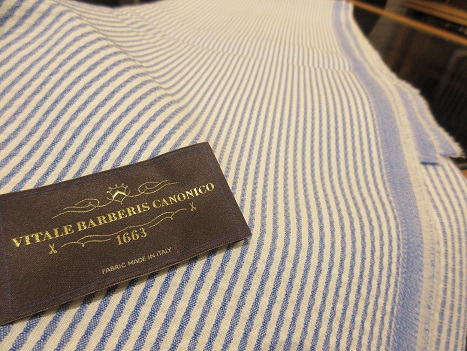 VITALE BARBERIS CANONICO
1663
FABRIC MADE IN ITALY